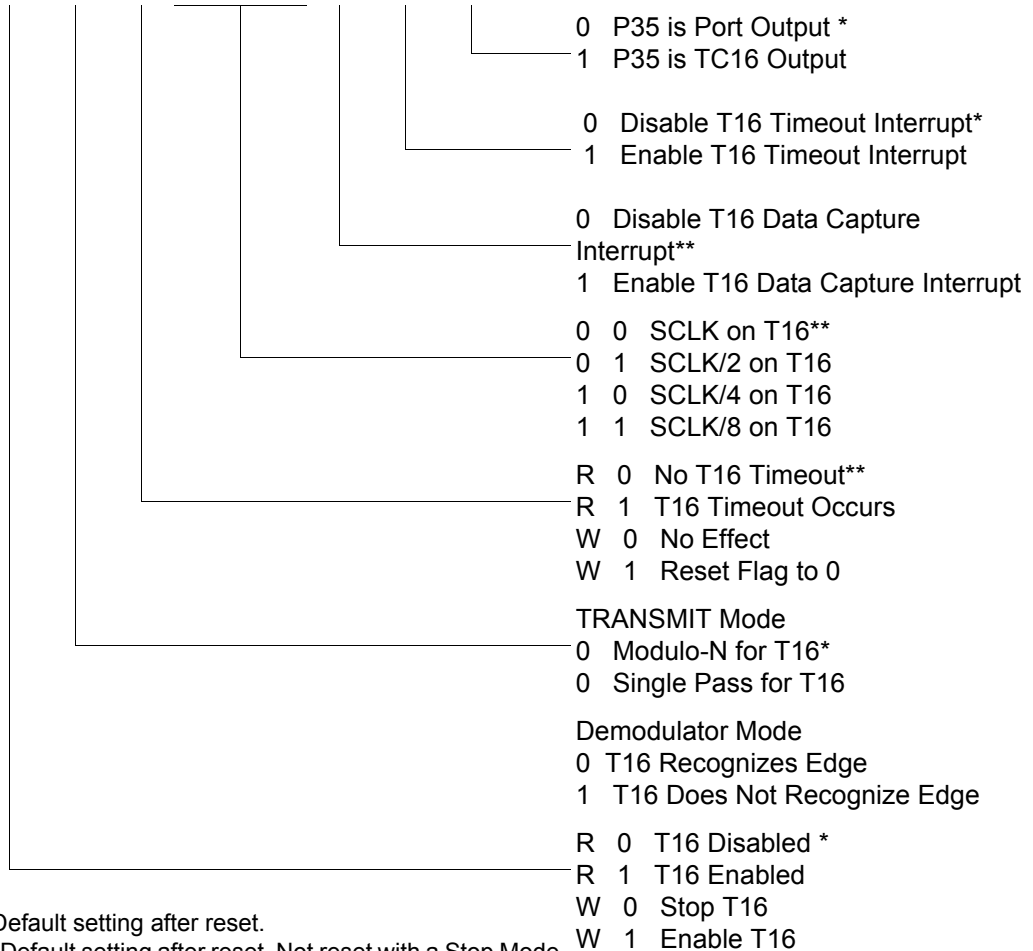 0 P35 is Port Output *
1 P35 is TC16 Output
0 Disable T16 Timeout Interrupt*
1 Enable T16 Timeout Interrupt
0 Disable T16 Data Capture
Interrupt**
1 Enable T16 Data Capture Interrupt
0 0 SCLK on T16**
0 1 SCLK/2 on T16
1 0 SCLK/4 on T16
1 1 SCLK/8 on T16
R 0 No T16 Timeout**
R 1 T16 Timeout Occurs
W 0 No Effect
W 1 Reset Flag to 0
TRANSMIT Mode
0 Modulo-N for T16*
0 Single Pass for T16
Demodulator Mode
0 T16 Recognizes Edge
1 T16 Does Not Recognize Edge
R 0 T16 Disabled *
R 1 T16 Enabled
W 0 Stop T16
W 1 Enable T16
Default setting after reset.
Default setting after reset. Not reset with a Stop Mode